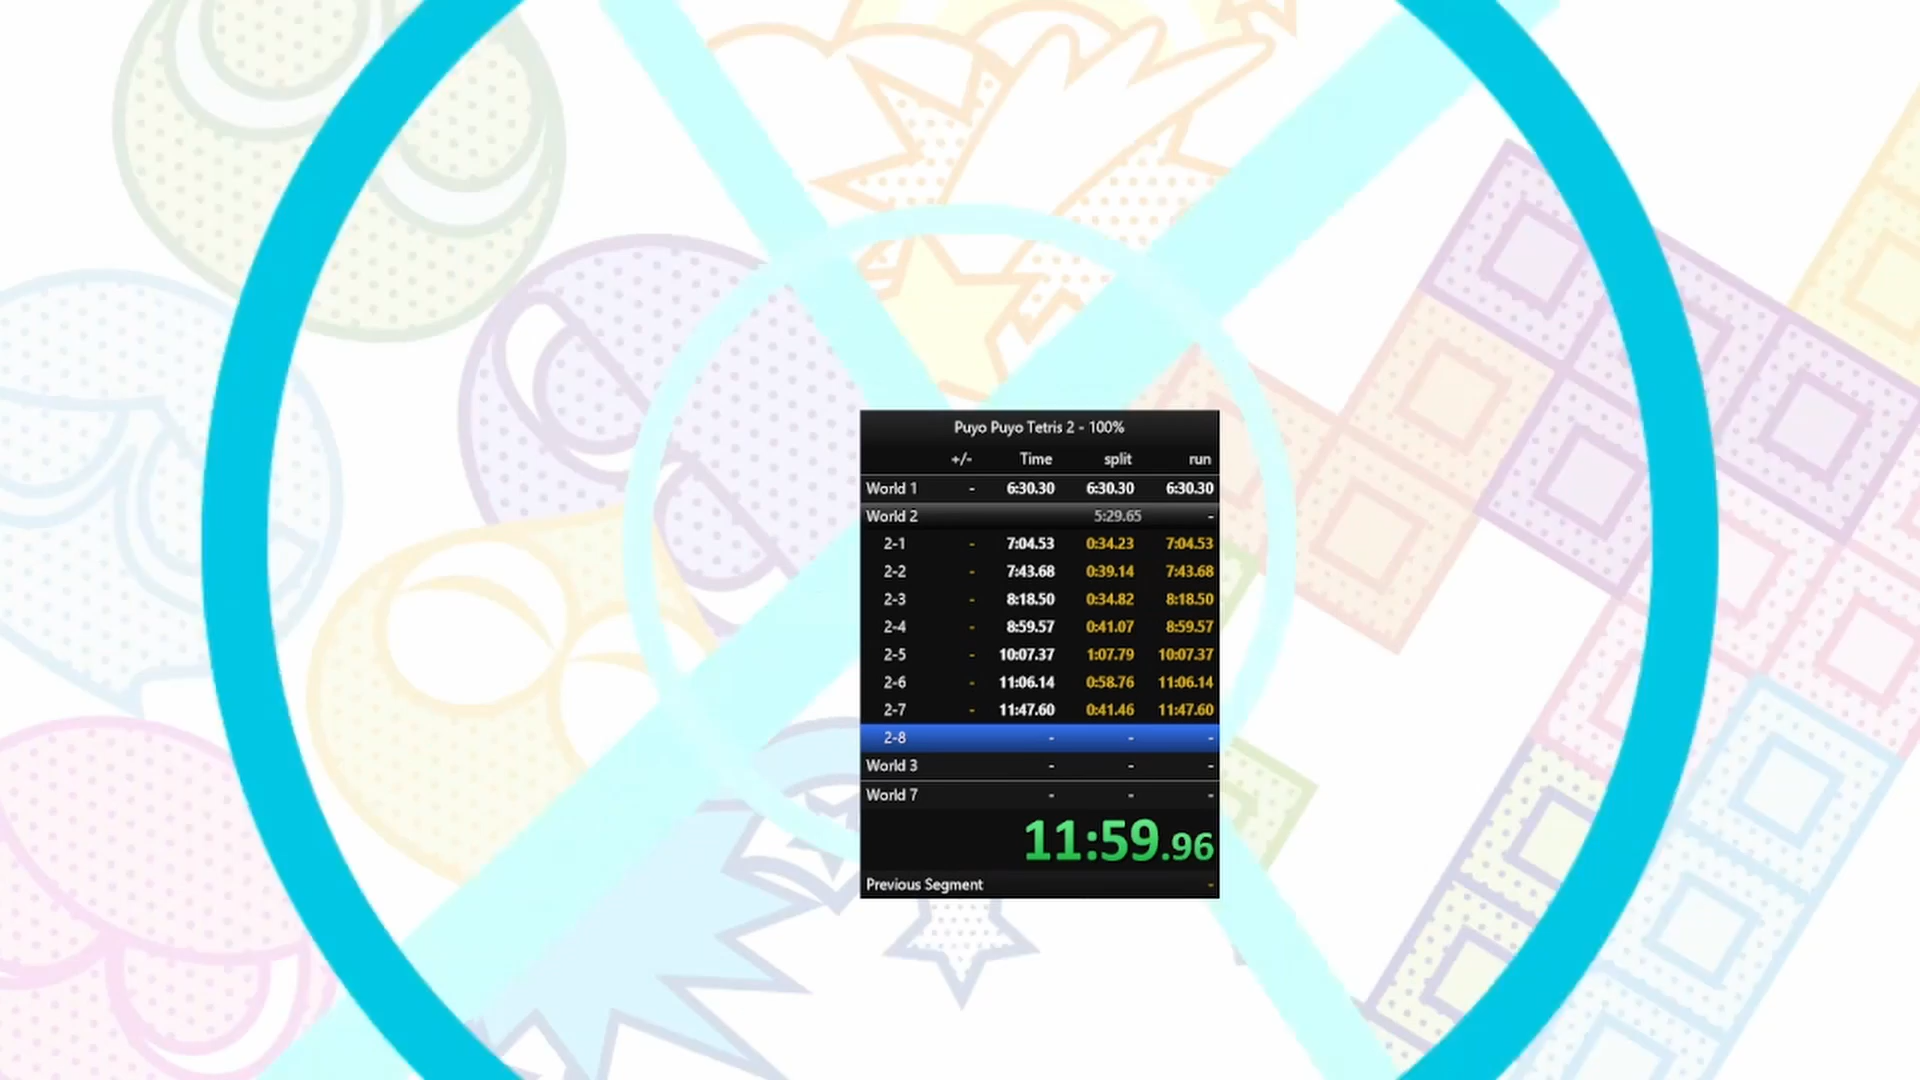 Puyo Puyo Tetris 2 - 100%
+/- Time split run
World 1 - 6:30.30 6:30.30 6:30.30
World 2 5:29.65 -
2-1 - 7:04.53 0:34.23 7:04.53
2-2 - 7:43.68 0:39.14 7:43.68
2-3 - 8:18.50 0:34.82 8:18.50
2-4 - 8:59.57 0:41.07 8:59.57
2-5 - 10:07.37 1:07.79 10:07.37
2-6 - 11:06.14 0:58.76 11:06.14
2-7 - 11:47.60 0:41.46 11:47.60
2-8 - - -
World 3 - - -
World 7 - - -
11:59.96
Previous Segment -